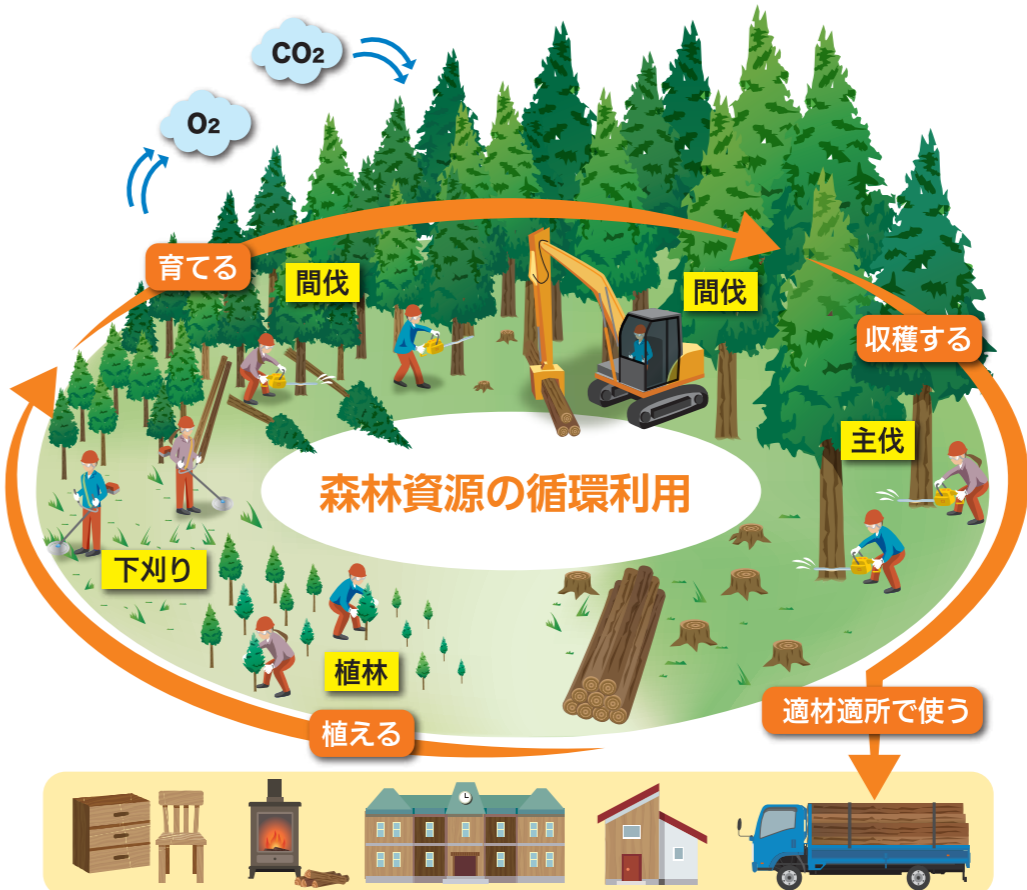 CO2
O2
育てる
間伐
間伐
収穫する
主伐
森林資源の循環利用
下刈り
植林
適材適所で使う
植える